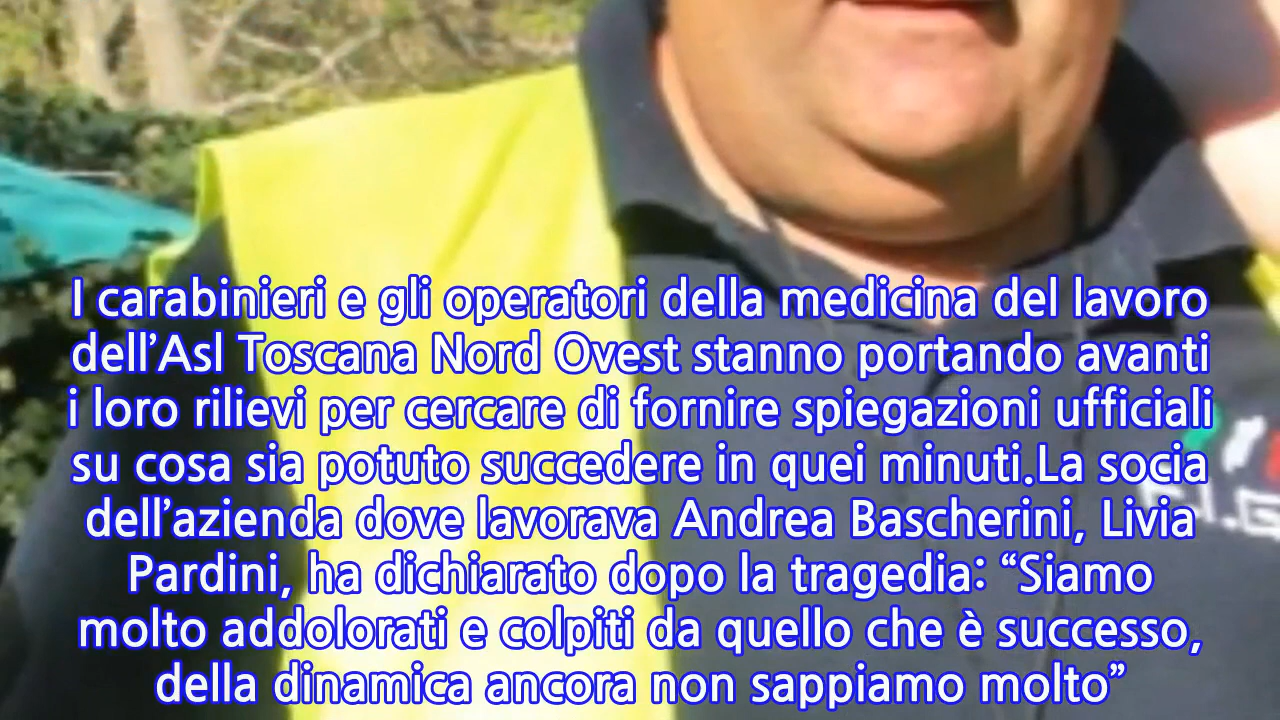 I carabinieri e gli operatori della medicina del lavoro
dell’Asl Toscana Nord Ovest stanno portando avanti
i loro rilievi per cercare di fornire spiegazioni ufficiali
su cosa sia potuto succedere in quei minuti.La socia
dell’azienda dove lavorava Andrea Bascherini, Livia
Pardini, ha dichiarato dopo la tragedia: “Siamo
molto addolorati e colpiti da quello che è successo,
della dinamica ancora non sappiamo molto”